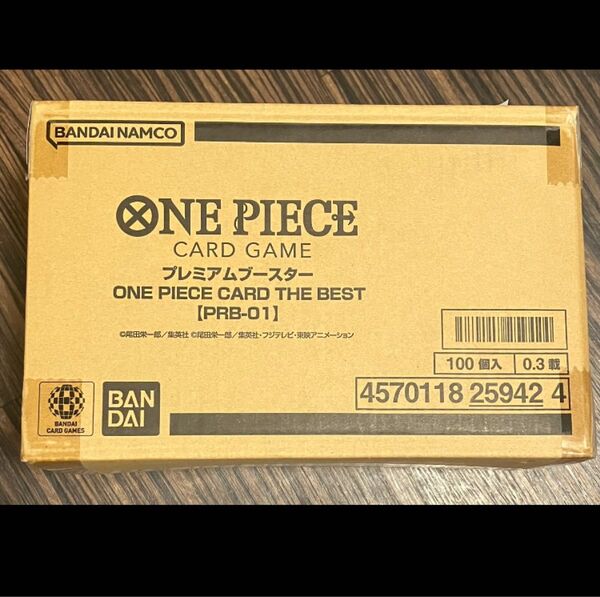 BANDAI NAMCO
ONE PIECE
CARD GAME
プレミアムブースター
ONE PIECE CARD THE BEST
【PRB-01】
©尾田栄一郎／集英社 ©尾田栄一郎／集英社・フジテレビ・東映アニメーション
100個入 0.3載
4570118 25942 4
BANDAI
CARD GAMES
BAN
DAI